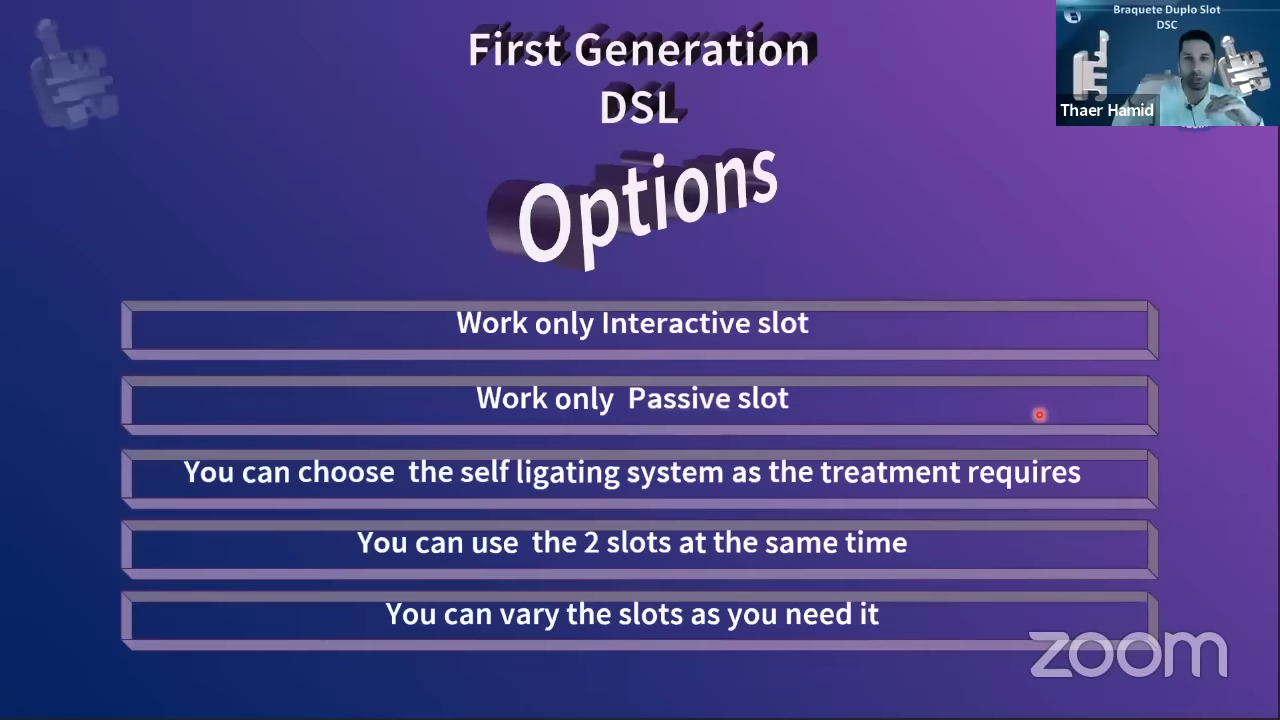 First Generation
DSL
Options
Braquete Duplo Slot
DSC
Thaer Hamid
Work only Interactive slot
Work only Passive slot
You can choose the self ligating system as the treatment requires
You can use the 2 slots at the same time
You can vary the slots as you need it
zoom